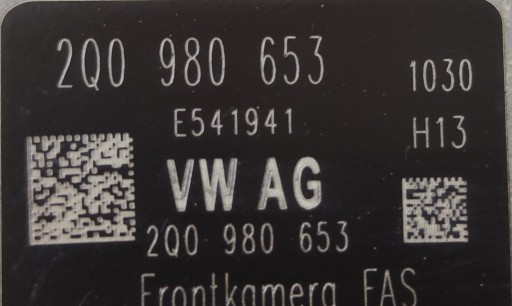 2Q0 980 653 1030
E541941 H13
VW AG
2Q0 980 653
Frontkamera FAS